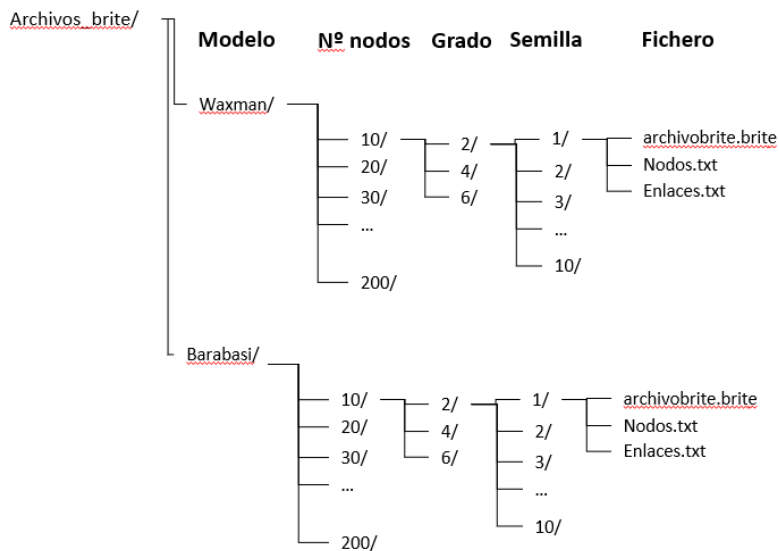 Archivos_brite/
Modelo Nº nodos Grado Semilla Fichero
Waxman/
10/ 2/ 1/ archivobrite.brite
20/ 4/ 2/ Nodos.txt
30/ 6/ 3/ Enlaces.txt
... ...
200/ 10/
Barabasi/
10/ 2/ 1/ archivobrite.brite
20/ 4/ 2/ Nodos.txt
30/ 6/ 3/ Enlaces.txt
... ...
200/ 10/